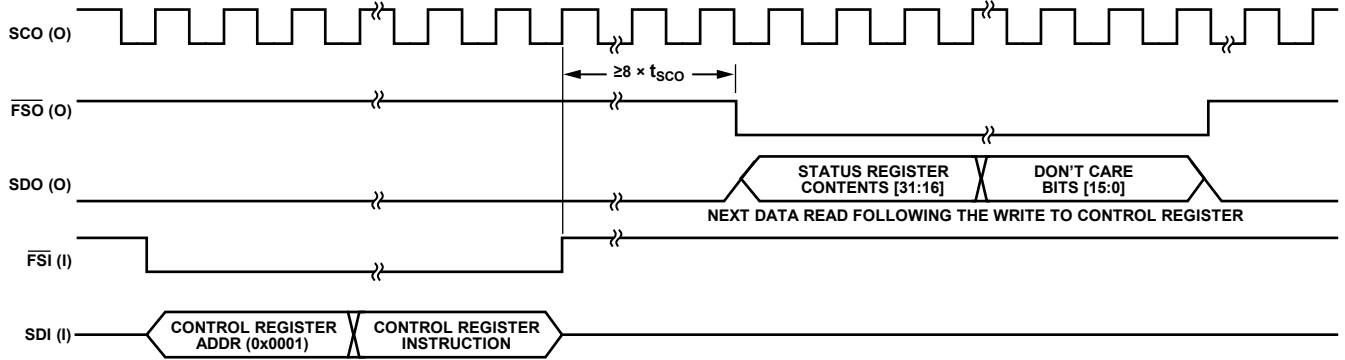 SCO (O)
≥8 × tSCO
FSO (O)
SDO (O)
STATUS REGISTER
CONTENTS [31:16]
DON'T CARE
BITS [15:0]
NEXT DATA READ FOLLOWING THE WRITE TO CONTROL REGISTER
FSI (I)
SDI (I)
CONTROL REGISTER
ADDR (0x0001)
CONTROL REGISTER
INSTRUCTION